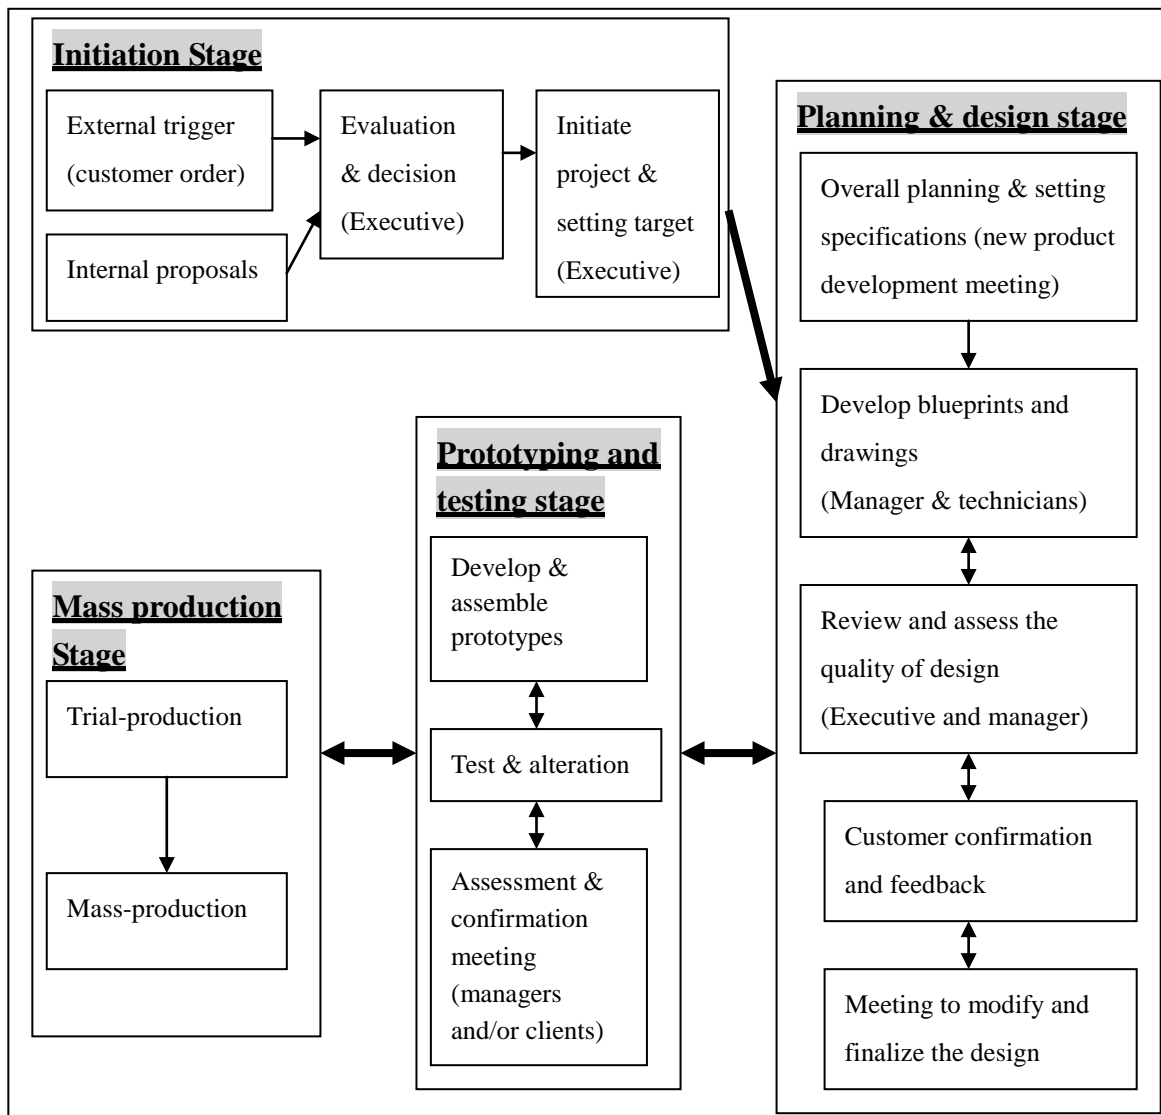 Initiation Stage
External trigger
(customer order)
Internal proposals
Evaluation
& decision
(Executive)
Initiate
project &
setting target
(Executive)
Planning & design stage
Overall planning & setting
specifications (new product
development meeting)
Develop blueprints and
drawings
(Manager & technicians)
Review and assess the
quality of design
(Executive and manager)
Customer confirmation
and feedback
Meeting to modify and
finalize the design
Prototyping and
testing stage
Develop &
assemble
prototypes
Test & alteration
Assessment &
confirmation
meeting
(managers
and/or clients)
Mass production
Stage
Trial-production
Mass-production